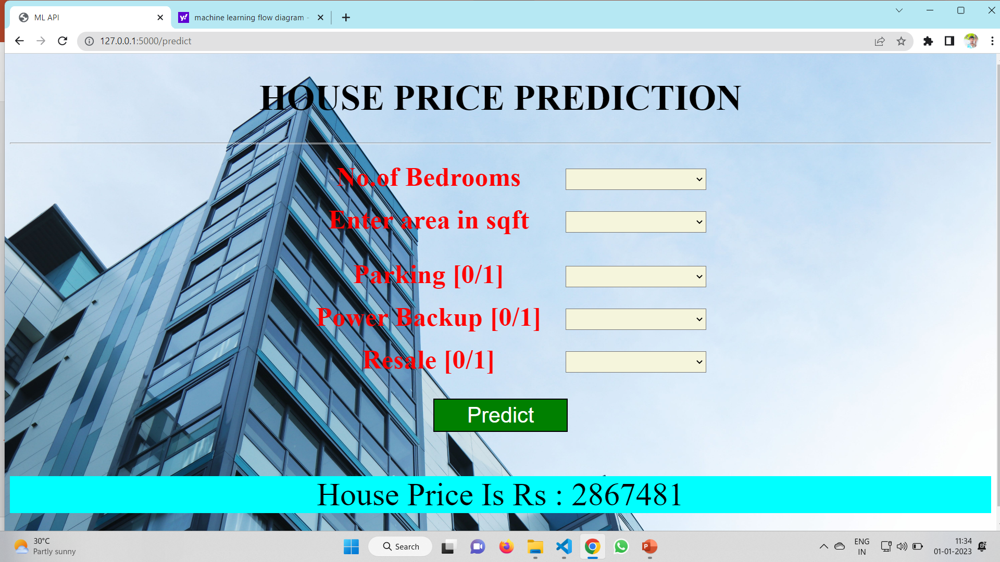 ML API
machine learning flow diagram -
127.0.0.1:5000/predict
HOUSE PRICE PREDICTION
No.of Bedrooms
Enter area in sqft
Parking [0/1]
Power Backup [0/1]
Resale [0/1]
Predict
House Price Is Rs : 2867481
30°C
Partly sunny
Search
ENG
IN
11:34
01-01-2023